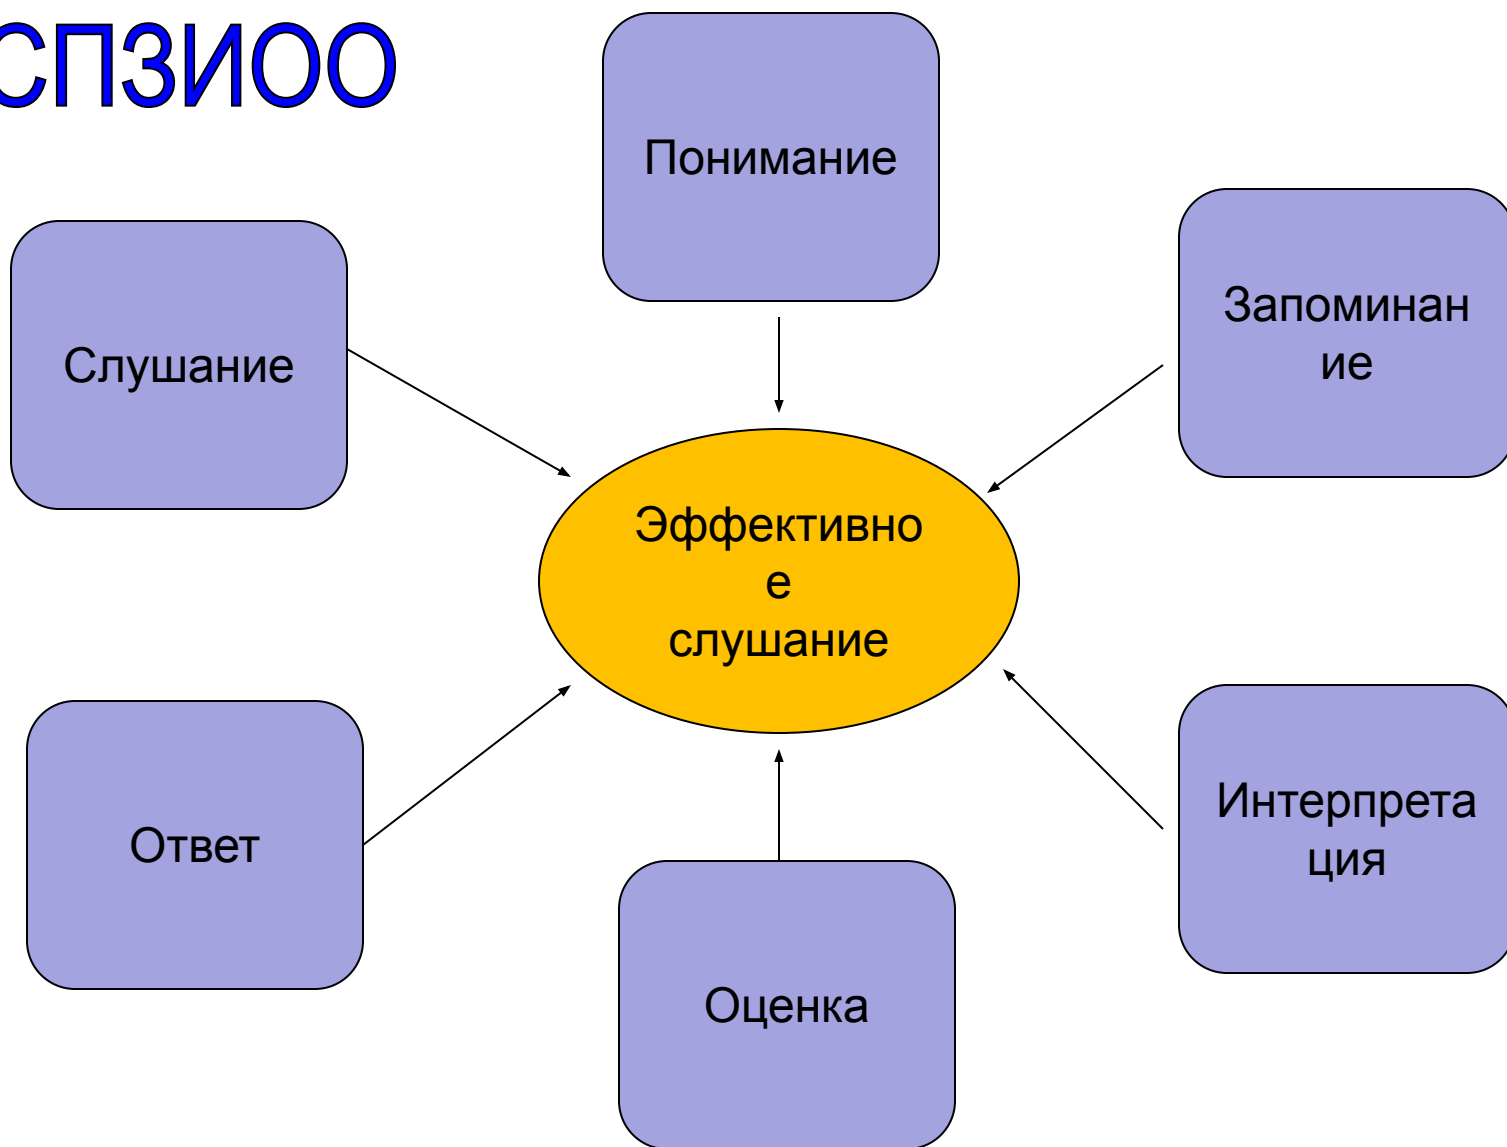 СПЗИОО
Понимание
Слушание
Запоминан
ие
Эффективно
е
слушание
Ответ
Интерпрета
ция
Оценка